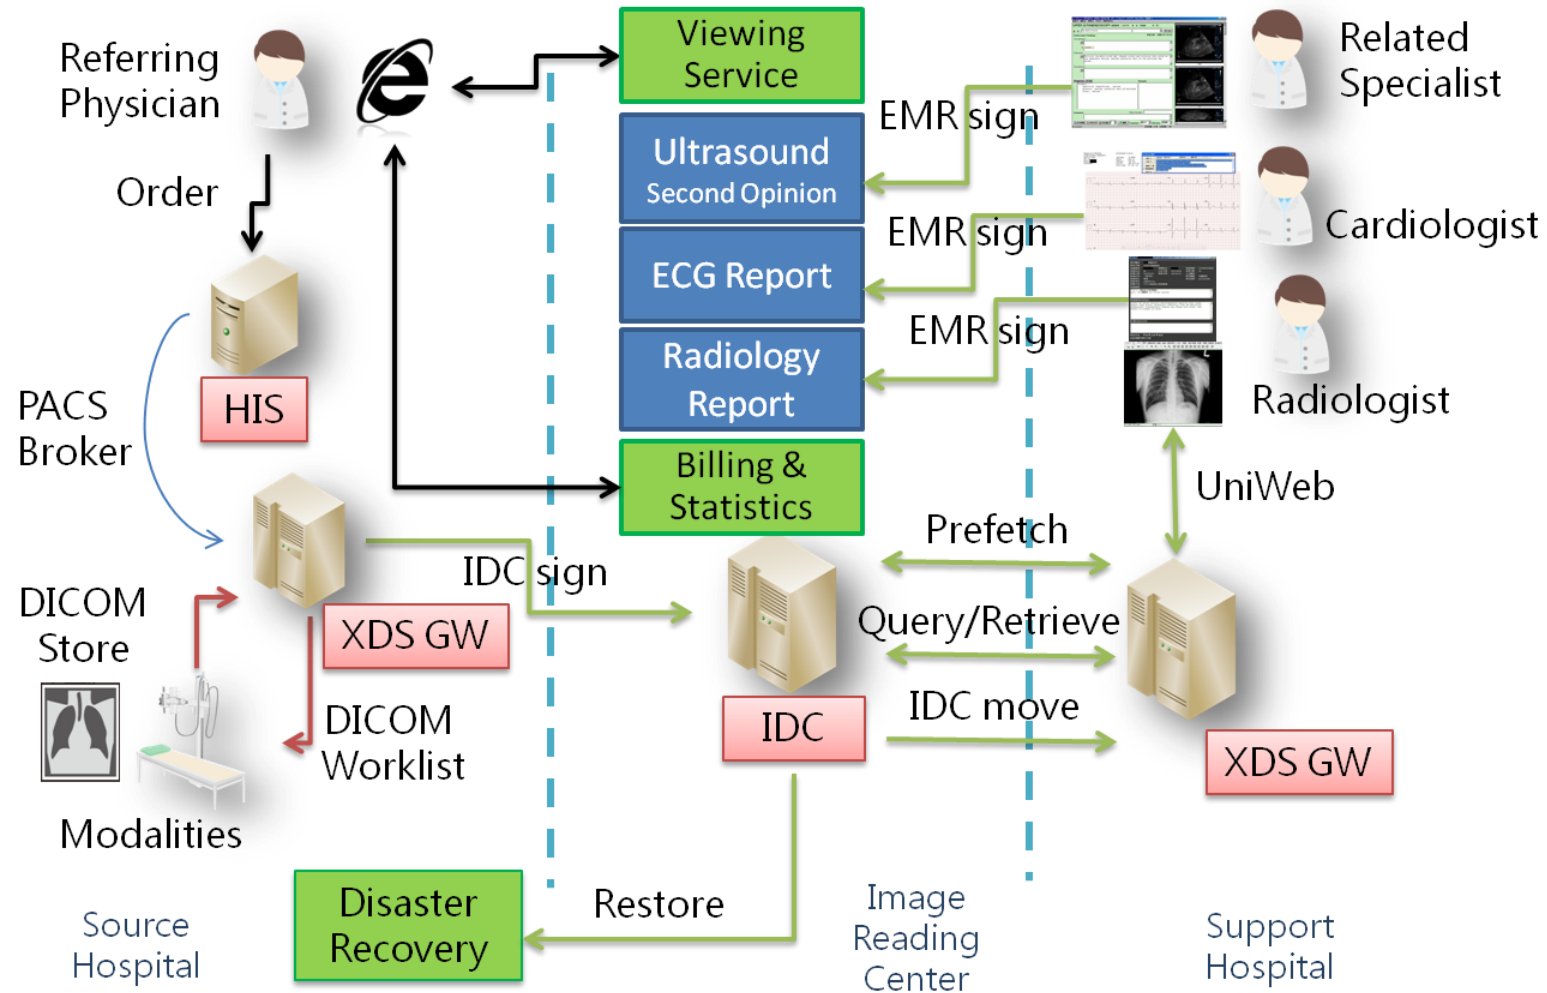 Referring
Physician
Order
HIS
PACS
Broker
DICOM
Store
XDS GW
DICOM
Worklist
Modalities
Source
Hospital
Viewing
Service
Ultrasound
Second Opinion
ECG Report
Radiology
Report
Billing &
Statistics
IDC sign
IDC
Disaster
Recovery
Restore
Image
Reading
Center
EMR sign
EMR sign
EMR sign
Related
Specialist
Cardiologist
Radiologist
UniWeb
Prefetch
Query/Retrieve
IDC move
XDS GW
Support
Hospital